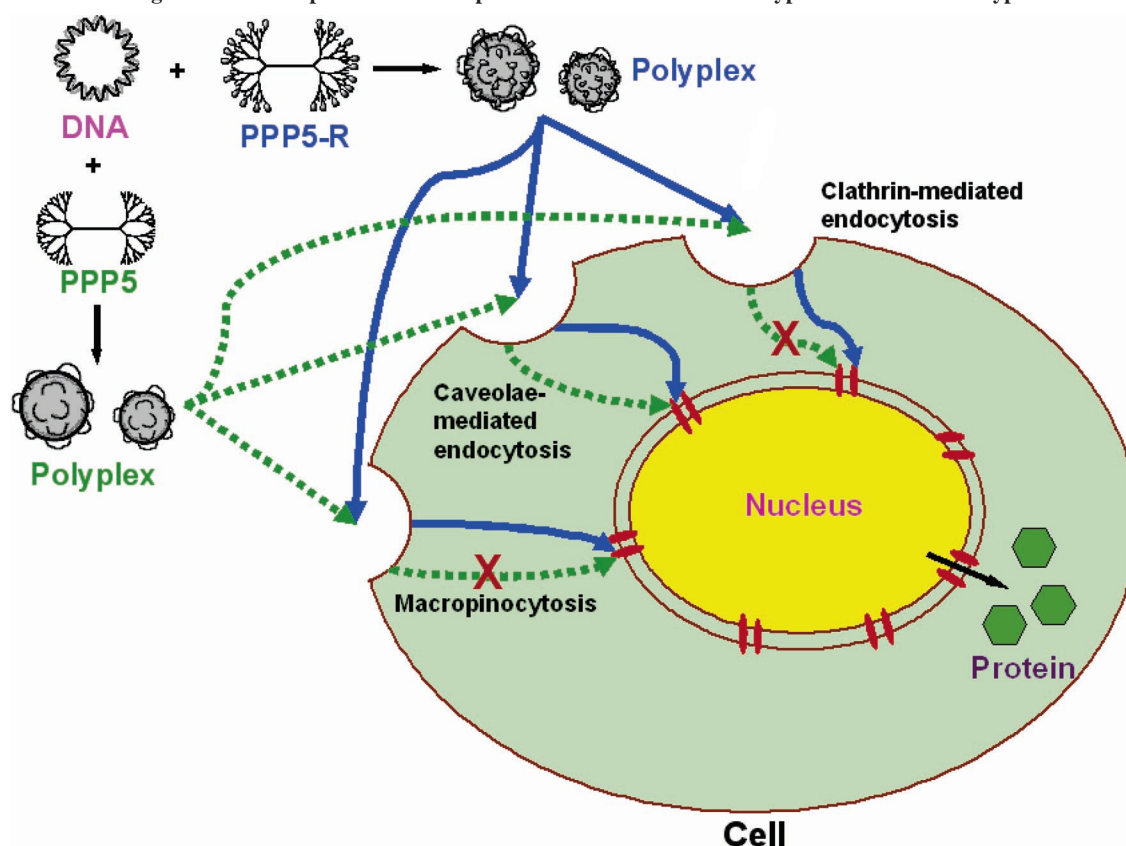 DNA
+
PPP5-R
Polyplex
+
PPP5
Polyplex
Clathrin-mediated
endocytosis
X
Caveolae-
mediated
endocytosis
Nucleus
X
Macropinocytosis
Protein
Cell